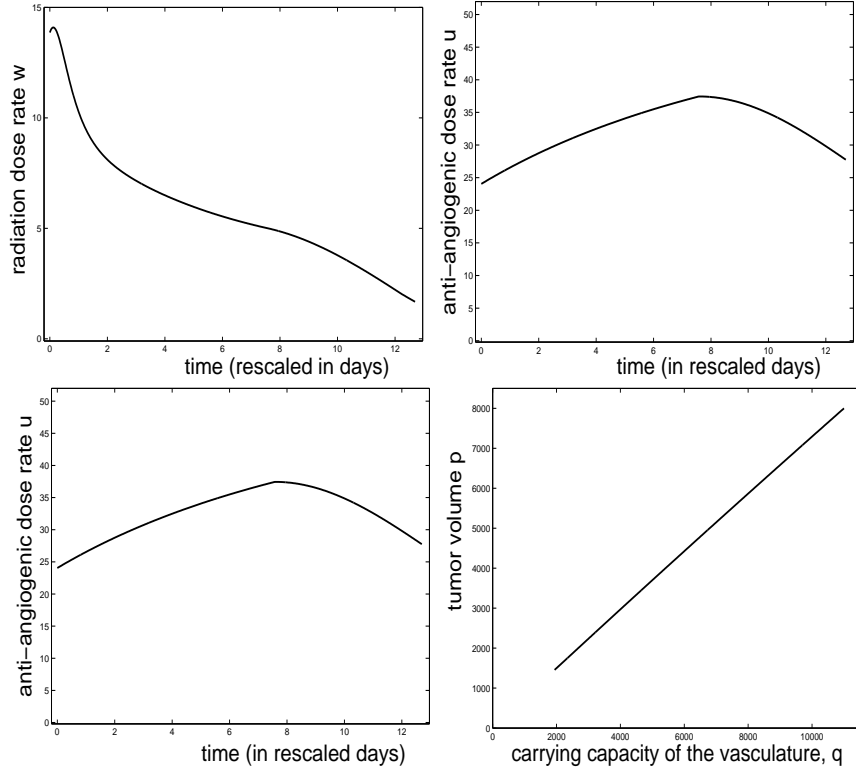 15
10
5
0
0 2 4 6 8 10 12
radiation dose rate w
time (rescaled in days)
50
45
40
35
30
25
20
15
10
5
0
0 2 4 6 8 10 12
anti−angiogenic dose rate u
time (in rescaled days)
50
45
40
35
30
25
20
15
10
5
0
0 2 4 6 8 10 12
anti−angiogenic dose rate u
time (in rescaled days)
8000
7000
6000
5000
4000
3000
2000
1000
0
0 2000 4000 6000 8000 10000
tumor volume p
carrying capacity of the vasculature, q